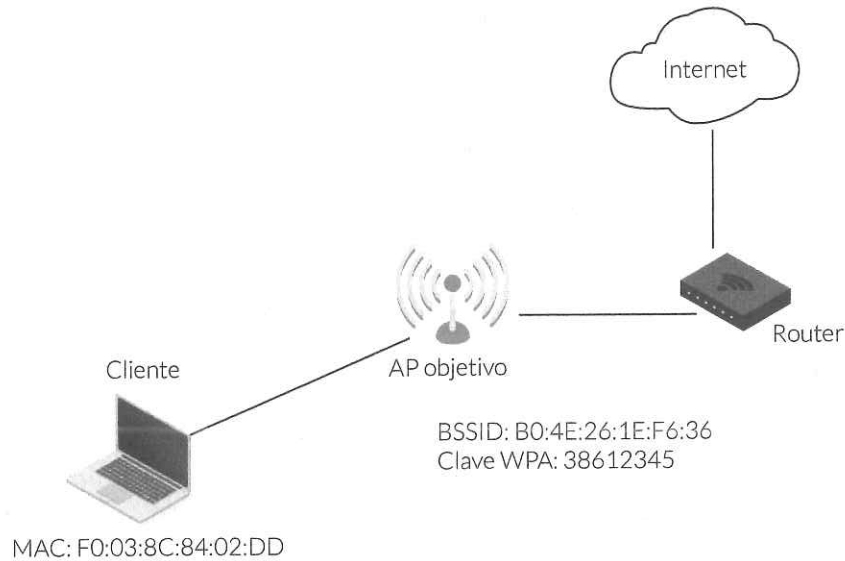 Internet
Router
Cliente
AP objetivo
BSSID: B0:4E:26:1E:F6:36
Clave WPA: 38612345
MAC: F0:03:8C:84:02:DD